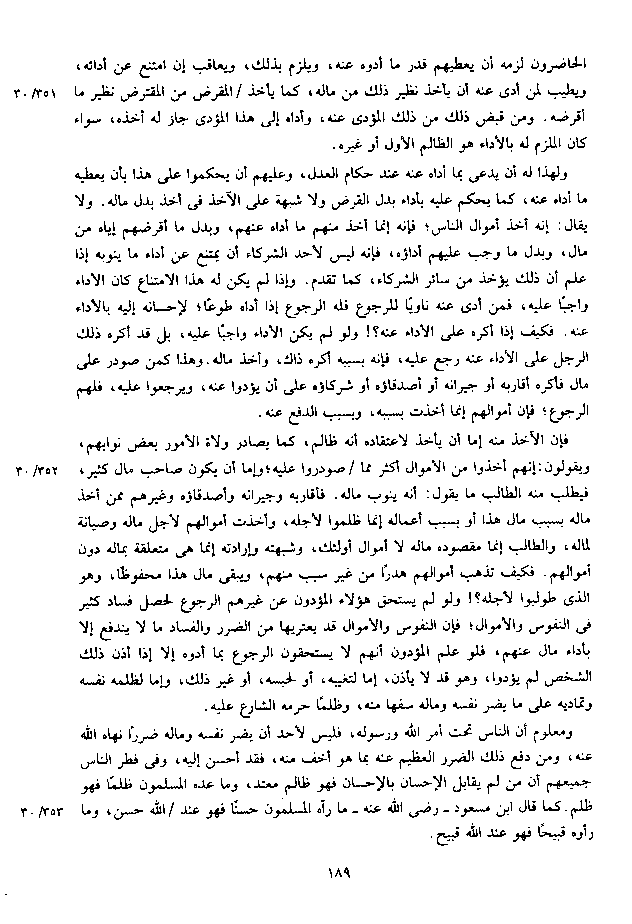 الحاضرون لزمه أن يعطيهم قدر ما أدوه عنه، ويلزم بذلك، ويعاقب إن امتنع عن أدائه،
ويطيب لمن أدى عنه أن يأخذ نظير ذلك من ماله، كما يأخذ / المقرض من المقترض نظير ما ٣٠/٣٥١
أقرضه. ومن قبض ذلك من ذلك المؤدى عنه، وأداه إلى هذا المؤدى جاز له أخذه، سواء
كان الملزم له بالأداء هو الظالم الأول أو غيره.
ولهذا له أن يدعى بما أداه عنه عند حكام العدل، وعليهم أن يحكموا على هذا بأن يعطيه
ما أداه عنه، كما يحكم عليه بأداء بدل القرض ولا شبهة على الآخذ فى أخذ بدل ماله. ولا
يقال: إنه أخذ أموال الناس؛ فإنه إنما أخذ منهم ما أداه عنهم، وبدل ما أقرضهم إياه من
مال، وبدل ما وجب عليهم أداؤه، فإنه ليس لأحد الشركاء أن يمتنع عن أداء ما ينوبه إذا
علم أن ذلك يؤخذ من سائر الشركاء، كما تقدم. وإذا لم يكن له هذا الامتناع كان الأداء
واجبًا عليه، فمن أدى عنه ناويًا للرجوع فله الرجوع إذا أداه طوعًا؛ لإحسانه إليه بالأداء
عنه. فكيف إذا أكره على الأداء عنه؟! ولو لم يكن الأداء واجبًا عليه، بل قد أكره ذلك
الرجل على الأداء عنه رجع عليه، فإنه بسببه أكره ذاك، وأخذ ماله. وهذا كمن صودر على
مال فأكره أقاربه أو جيرانه أو أصدقاؤه أو شركاؤه على أن يؤدوا عنه، ويرجعوا عليه، فلهم
الرجوع؛ فإن أموالهم إنما أخذت بسببه، وبسبب الدفع عنه.
فإن الآخذ منه إما أن يأخذ لاعتقاده أنه ظالم، كما يصادر ولاة الأمور بعض نوابهم،
ويقولون: إنهم أخذوا من الأموال أكثر مما / صودروا عليه؛ وإما أن يكون صاحب مال كثير، ٣٠/٣٥٢
فيطلب منه الطالب ما يقول: أنه ينوب ماله. فأقاربه وجيرانه وأصدقاؤه وغيرهم ممن أخذ
ماله بسبب مال هذا أو بسبب أعماله إنما ظلموا لأجله، وأخذت أموالهم لأجل ماله وصيانة
لماله، والطالب إنما مقصوده ماله لا أموال أولئك، وشبهته وإرادته إنما هى متعلقة بماله دون
أموالهم. فكيف تذهب أموالهم هدرًا من غير سبب منهم، ويبقى مال هذا محفوظًا، وهو
الذى طولبوا لأجله؟! ولو لم يستحق هؤلاء المؤدون عن غيرهم الرجوع لحصل فساد كثير
فى النفوس والأموال؛ فإن النفوس والأموال قد يعتريها من الضرر والفساد ما لا يندفع إلا
بأداء مال عنهم، فلو علم المؤدون أنهم لا يستحقون الرجوع بما أدوه إلا إذا أذن ذلك
الشخص لم يؤدوا، وهو قد لا يأذن، إما لتغيبه، أو لحبسه، أو غير ذلك، وإما لظلمه نفسه
وتماديه على ما يضر نفسه وماله سفهًا منه، وظلمًا حرمه الشارع عليه.
ومعلوم أن الناس تحت أمر الله ورسوله، فليس لأحد أن يضر نفسه وماله ضررًا نهاه الله
عنه، ومن دفع ذلك الضرر العظيم عنه بما هو أخف منه، فقد أحسن إليه، وفى فطر الناس
جميعهم أن من لم يقابل الإحسان بالإحسان فهو ظالم معتد، وما عده المسلمون ظلمًا فهو
ظلم. كما قال ابن مسعود ـ رضى الله عنه ـ ما رآه المسلمون حسنًا فهو عند / الله حسن، وما ٣٠/٣٥٣
رأوه قبيحًا فهو عند الله قبيح.
١٨٩